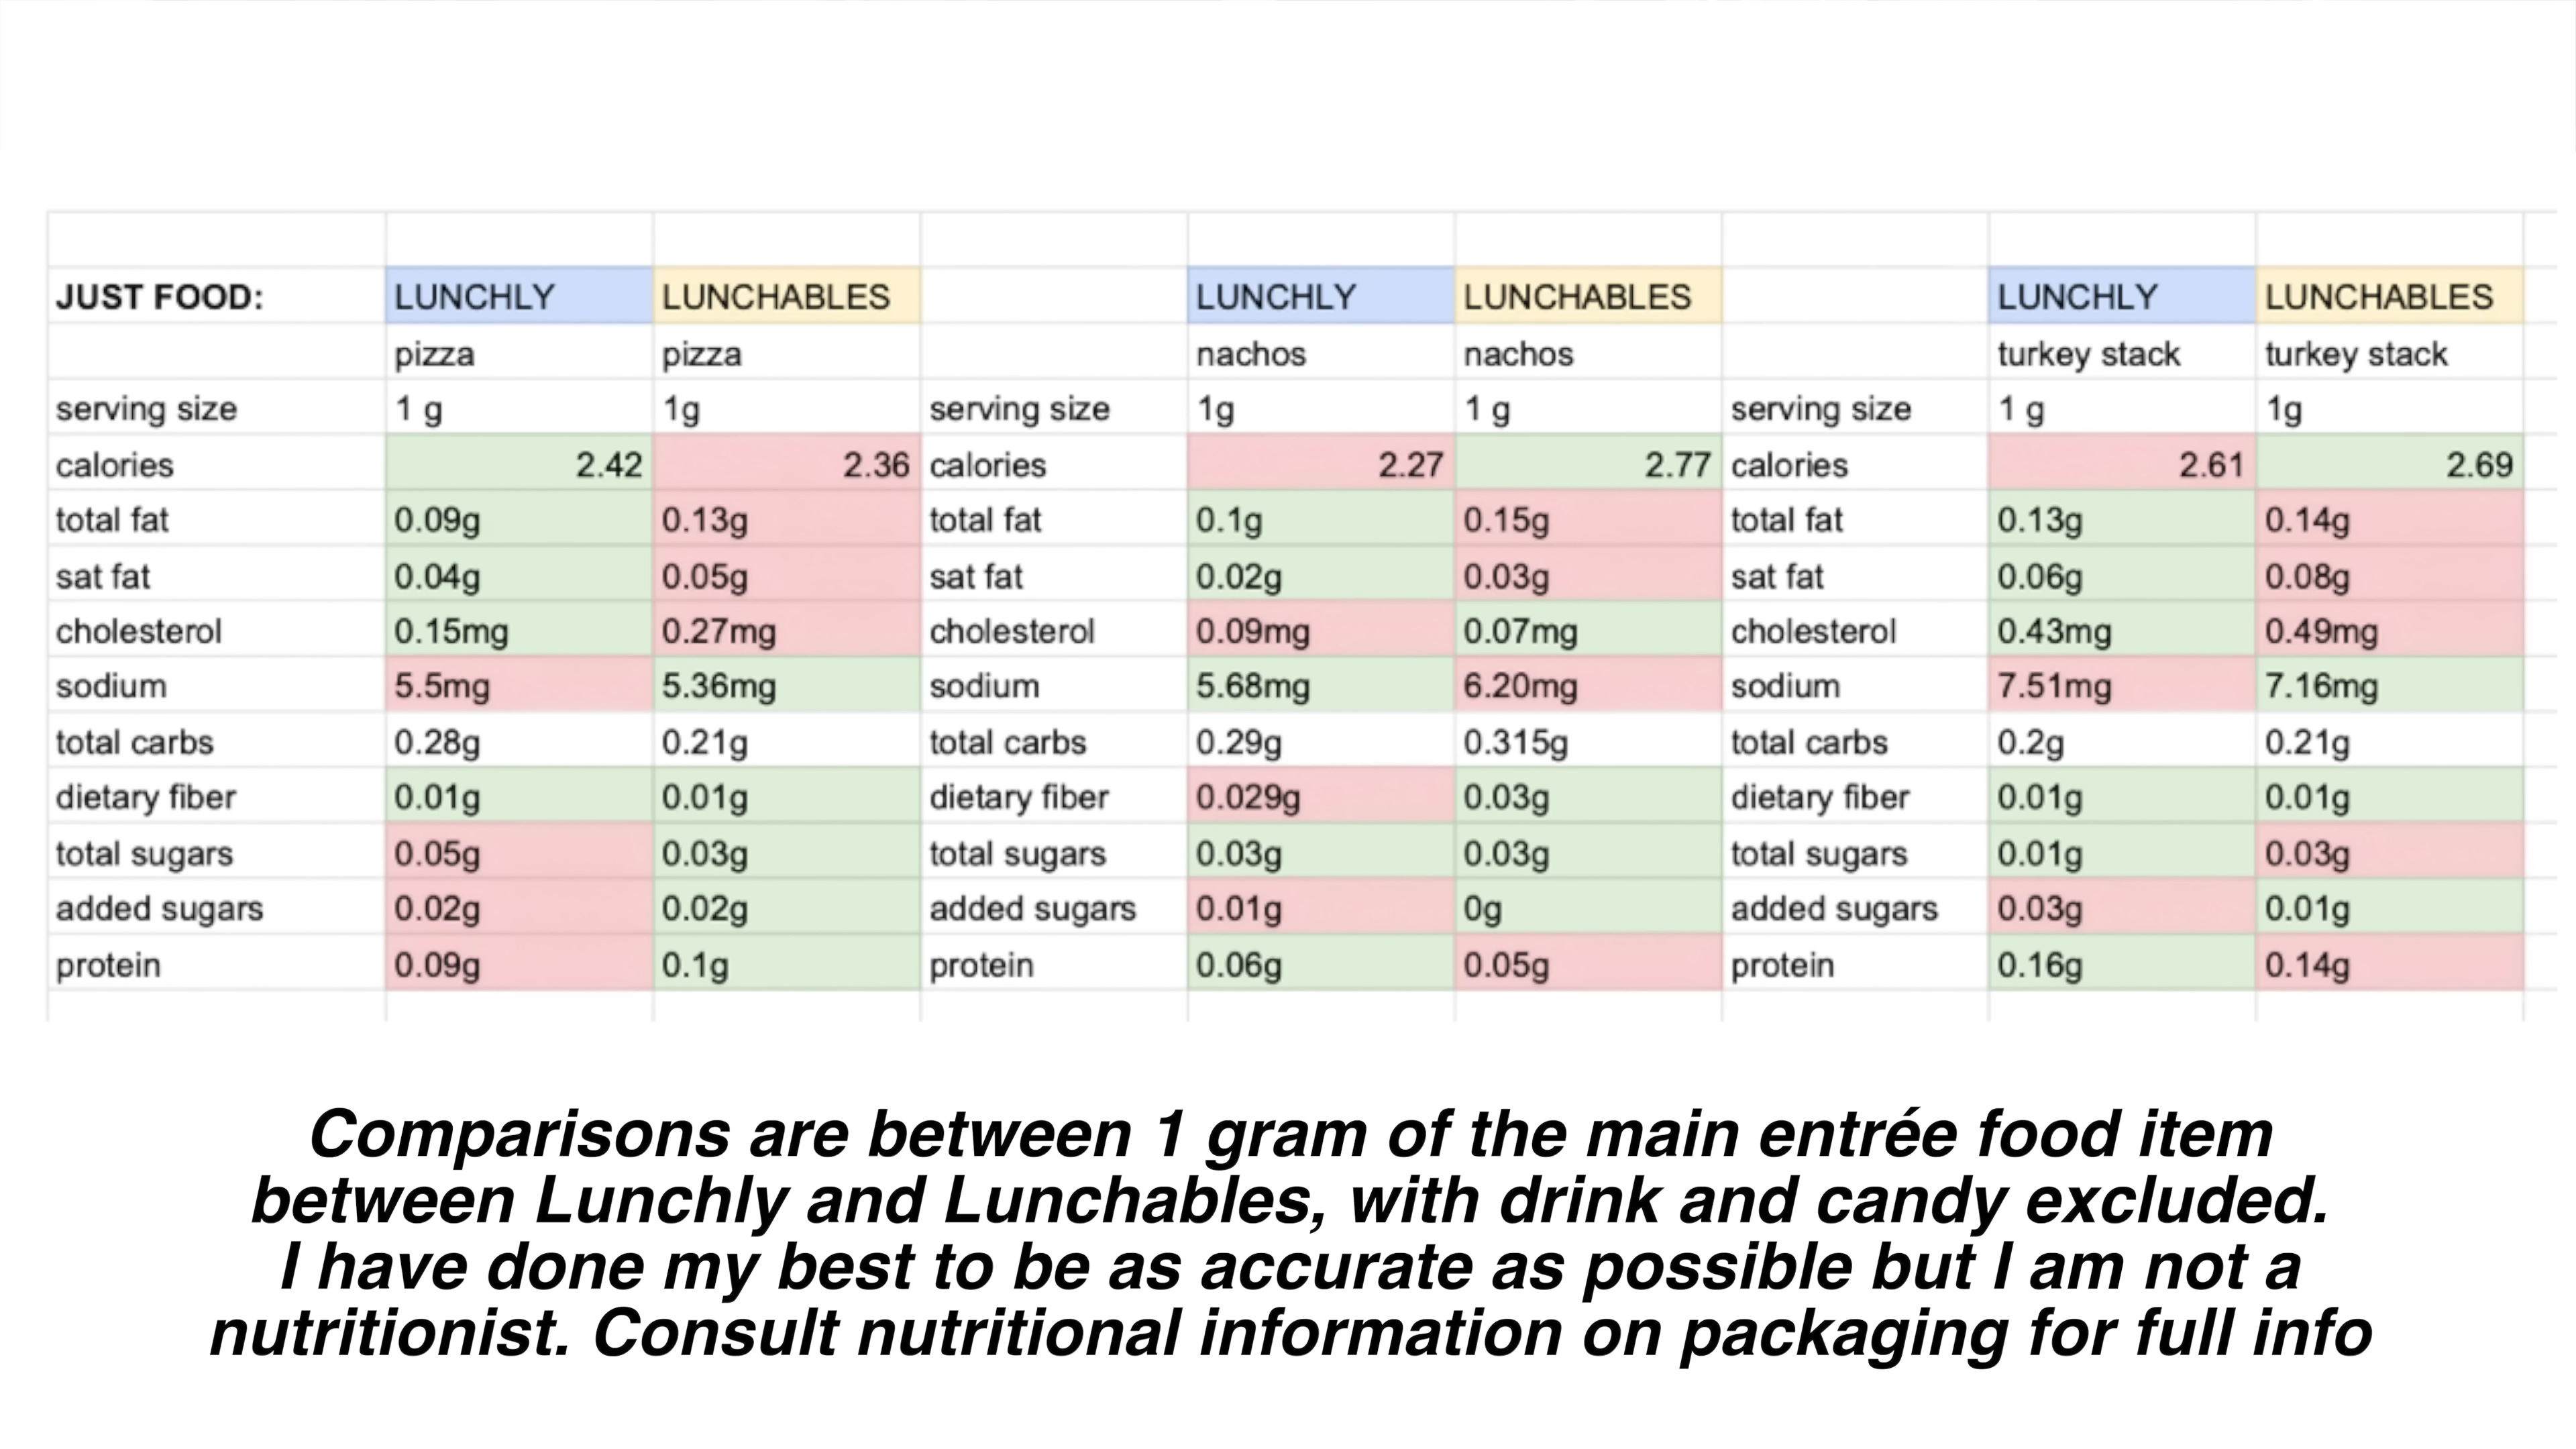 JUST FOOD: LUNCHLY LUNCHABLES LUNCHLY LUNCHABLES LUNCHLY LUNCHABLES
pizza pizza nachos nachos turkey stack turkey stack
serving size 1 g 1g serving size 1g 1 g serving size 1 g 1g
calories 2.42 2.36 calories 2.27 2.77 calories 2.61 2.69
total fat 0.09g 0.13g total fat 0.1g 0.15g total fat 0.13g 0.14g
sat fat 0.04g 0.05g sat fat 0.02g 0.03g sat fat 0.06g 0.08g
cholesterol 0.15mg 0.27mg cholesterol 0.09mg 0.07mg cholesterol 0.43mg 0.49mg
sodium 5.5mg 5.36mg sodium 5.68mg 6.20mg sodium 7.51mg 7.16mg
total carbs 0.28g 0.21g total carbs 0.29g 0.315g total carbs 0.2g 0.21g
dietary fiber 0.01g 0.01g dietary fiber 0.029g 0.03g dietary fiber 0.01g 0.01g
total sugars 0.05g 0.03g total sugars 0.03g 0.03g total sugars 0.01g 0.03g
added sugars 0.02g 0.02g added sugars 0.01g 0g added sugars 0.03g 0.01g
protein 0.09g 0.1g protein 0.06g 0.05g protein 0.16g 0.14g
Comparisons are between 1 gram of the main entrée food item
between Lunchly and Lunchables, with drink and candy excluded.
I have done my best to be as accurate as possible but I am not a
nutritionist. Consult nutritional information on packaging for full info